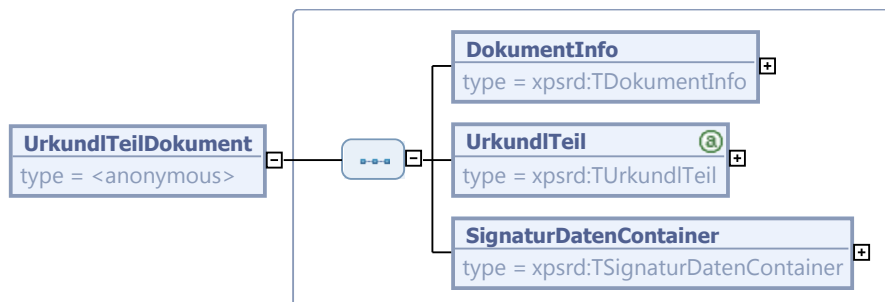 DokumentInfo
type = xpsrd:TDokumentInfo
UrkundlTeilDokument
type = <anonymous>
UrkundlTeil
a
type = xpsrd:TUrkundlTeil
SignaturDatenContainer
type = xpsrd:TSignaturDatenContainer